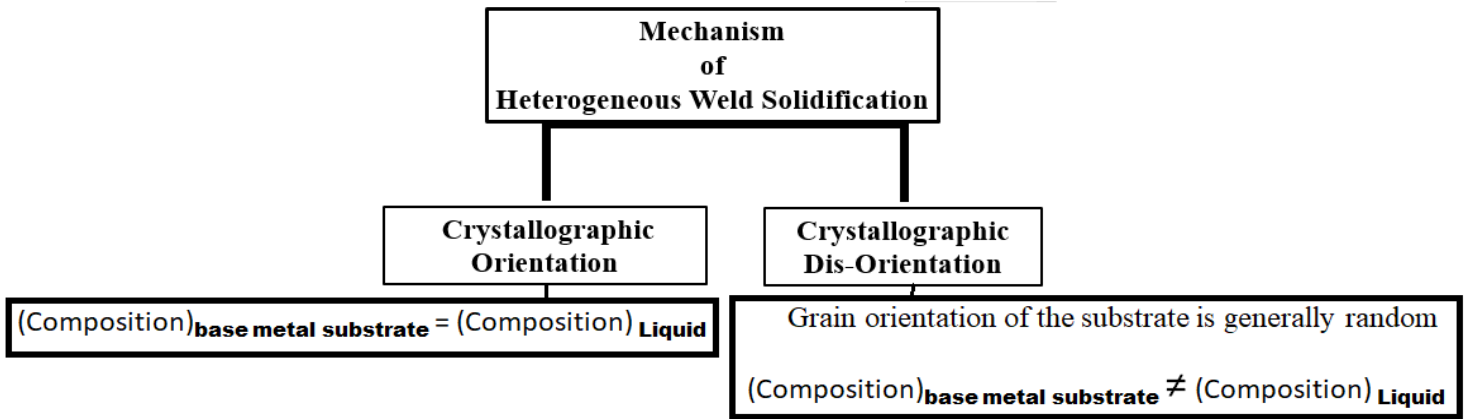 Mechanism
of
Heterogeneous Weld Solidification
Crystallographic
Orientation
Crystallographic
Dis-Orientation
(Composition)base metal substrate = (Composition) Liquid
Grain orientation of the substrate is generally random
(Composition)base metal substrate ≠ (Composition) Liquid